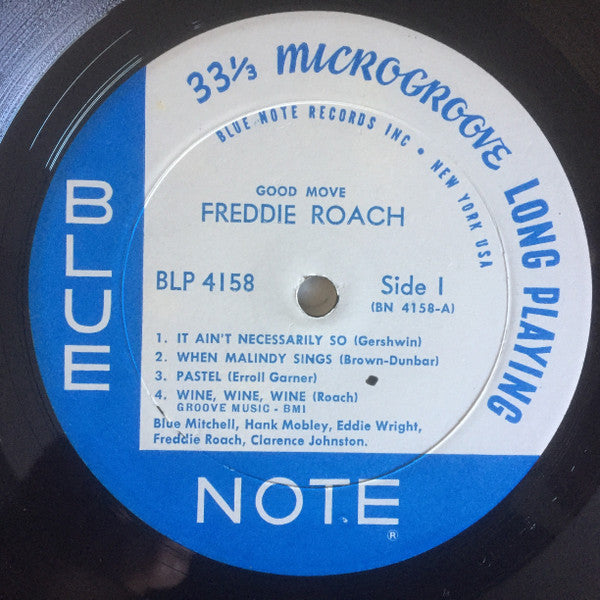 33⅓ MICROGROOVE LONG PLAYING
BLUE NOTE RECORDS INC • NEW YORK USA
GOOD MOVE
FREDDIE ROACH
BLP 4158
Side 1
(BN 4158-A)
1. IT AIN'T NECESSARILY SO (Gershwin)
2. WHEN MALINDY SINGS (Brown-Dunbar)
3. PASTEL (Erroll Garner)
4. WINE, WINE, WINE (Roach)
GROOVE MUSIC - BMI
Blue Mitchell, Hank Mobley, Eddie Wright,
Freddie Roach, Clarence Johnston.
BLUE
NOTE
®